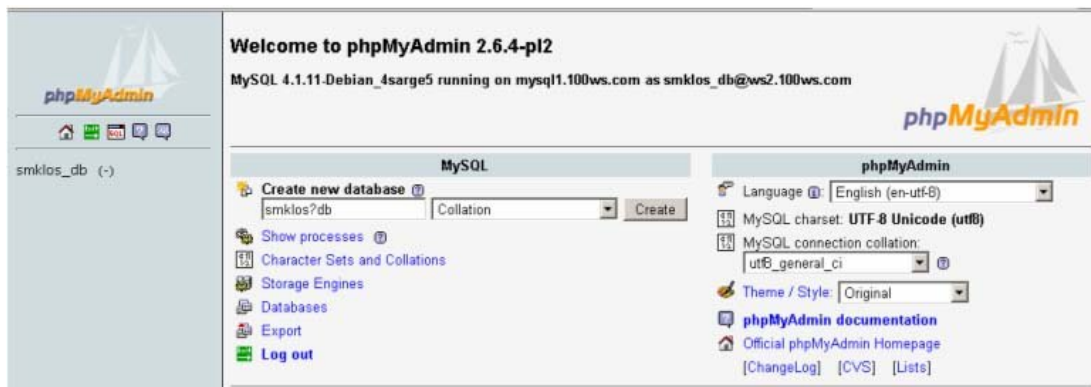 phpMyAdmin
smklos_db (-)
Welcome to phpMyAdmin 2.6.4-pl2
MySQL 4.1.11-Debian_4sarge5 running on mysql1.100ws.com as smklos_db@ws2.100ws.com
phpMyAdmin
MySQL
Create new database
smklos?db Collation Create
Show processes
Character Sets and Collations
Storage Engines
Databases
Export
Log out
phpMyAdmin
Language : English (en-utf-8)
MySQL charset: UTF-8 Unicode (utf8)
MySQL connection collation:
utf8_general_ci
Theme / Style: Original
phpMyAdmin documentation
Official phpMyAdmin Homepage
[ChangeLog] [CVS] [Lists]